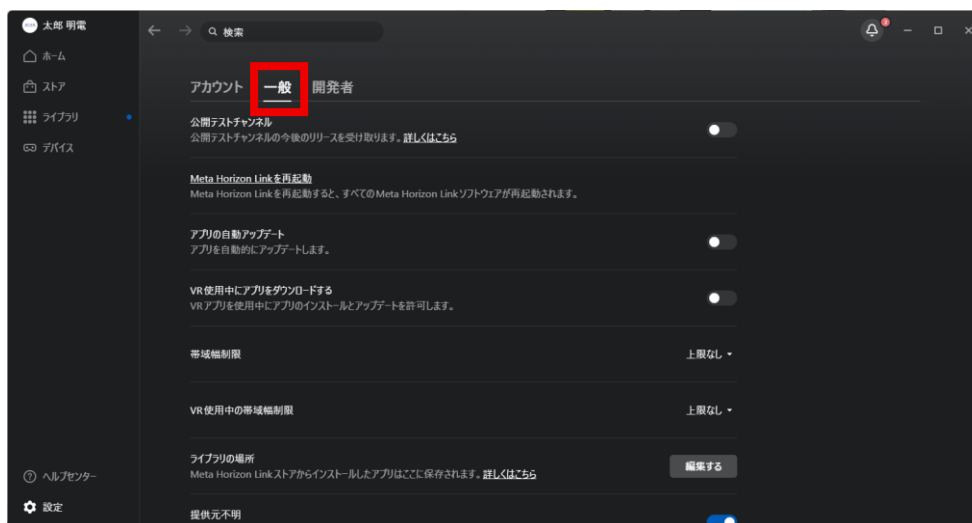 太郎 明電
検索
ホーム
ストア
ライブラリ
デバイス
アカウント 一般 開発者
公開テストチャンネル
公開テストチャンネルの今後のリリースを受け取ります。詳しくはこちら
Meta Horizon Linkを再起動
Meta Horizon Linkを再起動すると、すべてのMeta Horizon Linkソフトウェアが再起動されます。
アプリの自動アップデート
アプリを自動的にアップデートします。
VR使用中にアプリをダウンロードする
VRアプリを使用中にアプリのインストールとアップデートを許可します。
帯域幅制限 上限なし
VR使用中の帯域幅制限 上限なし
ライブラリの場所
Meta Horizon Linkストアからインストールしたアプリはここに保存されます。詳しくはこちら
編集する
提供元不明
ヘルプセンター
設定